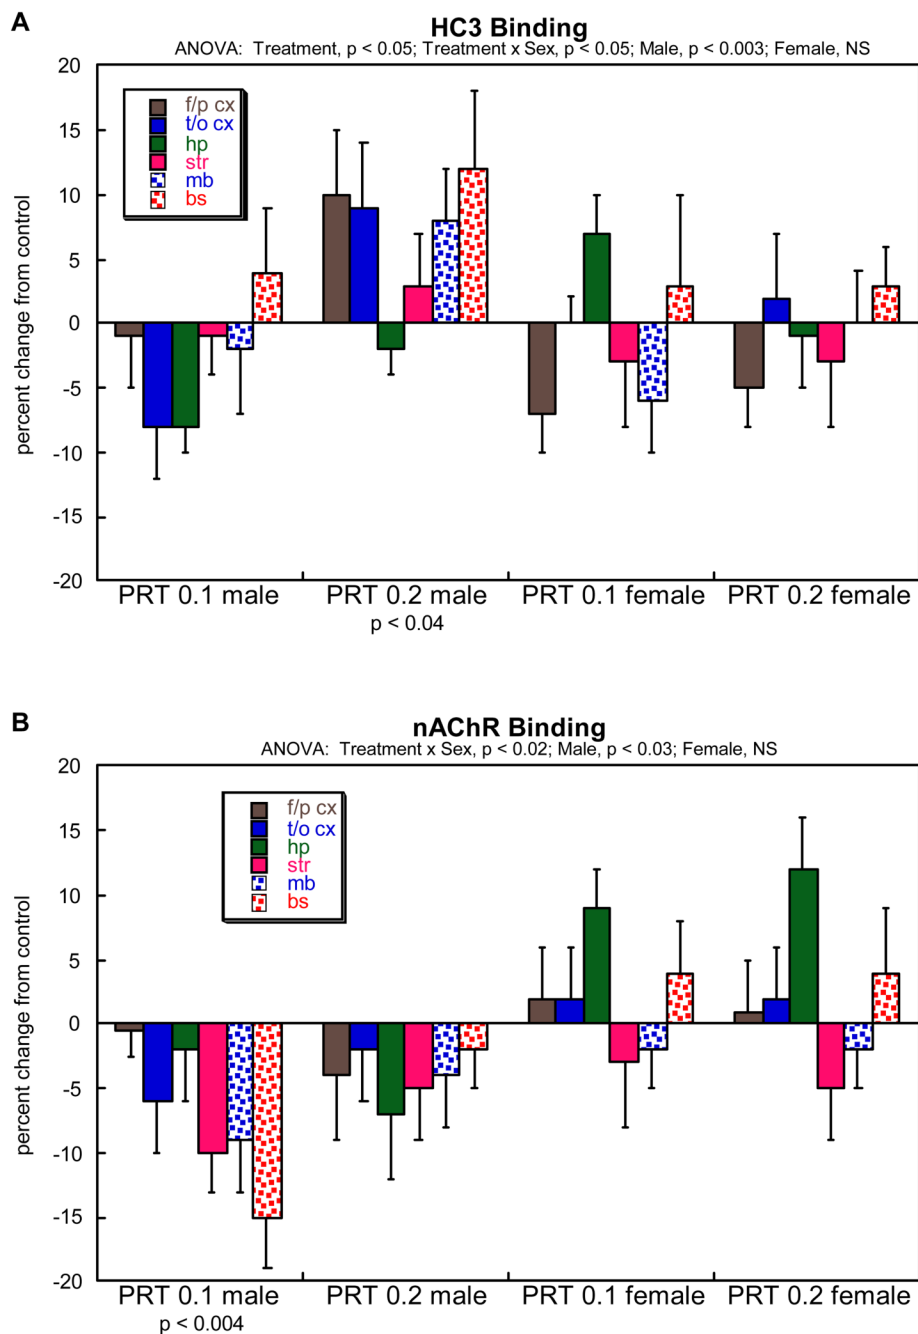 A
HC3 Binding
ANOVA: Treatment, p < 0.05; Treatment x Sex, p < 0.05; Male, p < 0.003; Female, NS
percent change from control
20
15
10
5
0
-5
-10
-15
-20
f/p cx
t/o cx
hp
str
mb
bs
PRT 0.1 male
PRT 0.2 male
PRT 0.1 female
PRT 0.2 female
p < 0.04
B
nAChR Binding
ANOVA: Treatment x Sex, p < 0.02; Male, p < 0.03; Female, NS
percent change from control
20
15
10
5
0
-5
-10
-15
-20
f/p cx
t/o cx
hp
str
mb
bs
PRT 0.1 male
PRT 0.2 male
PRT 0.1 female
PRT 0.2 female
p < 0.004